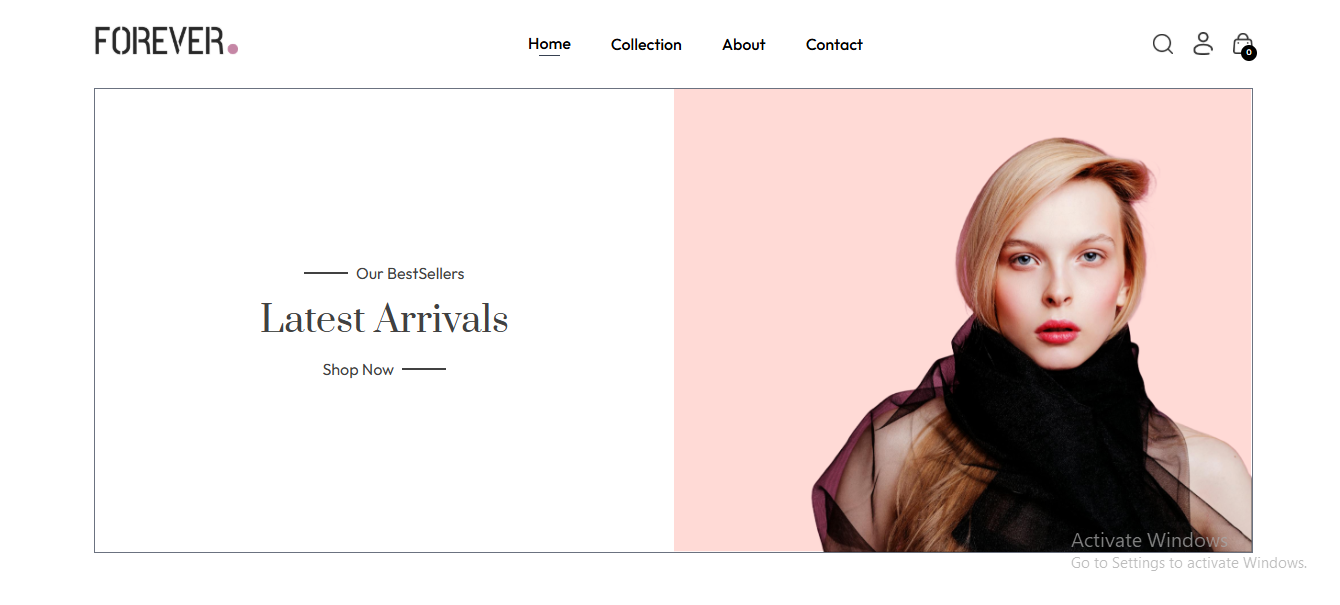 FOREVER.
Home Collection About Contact
0
Our BestSellers
Latest Arrivals
Shop Now
Activate Windows
Go to Settings to activate Windows.